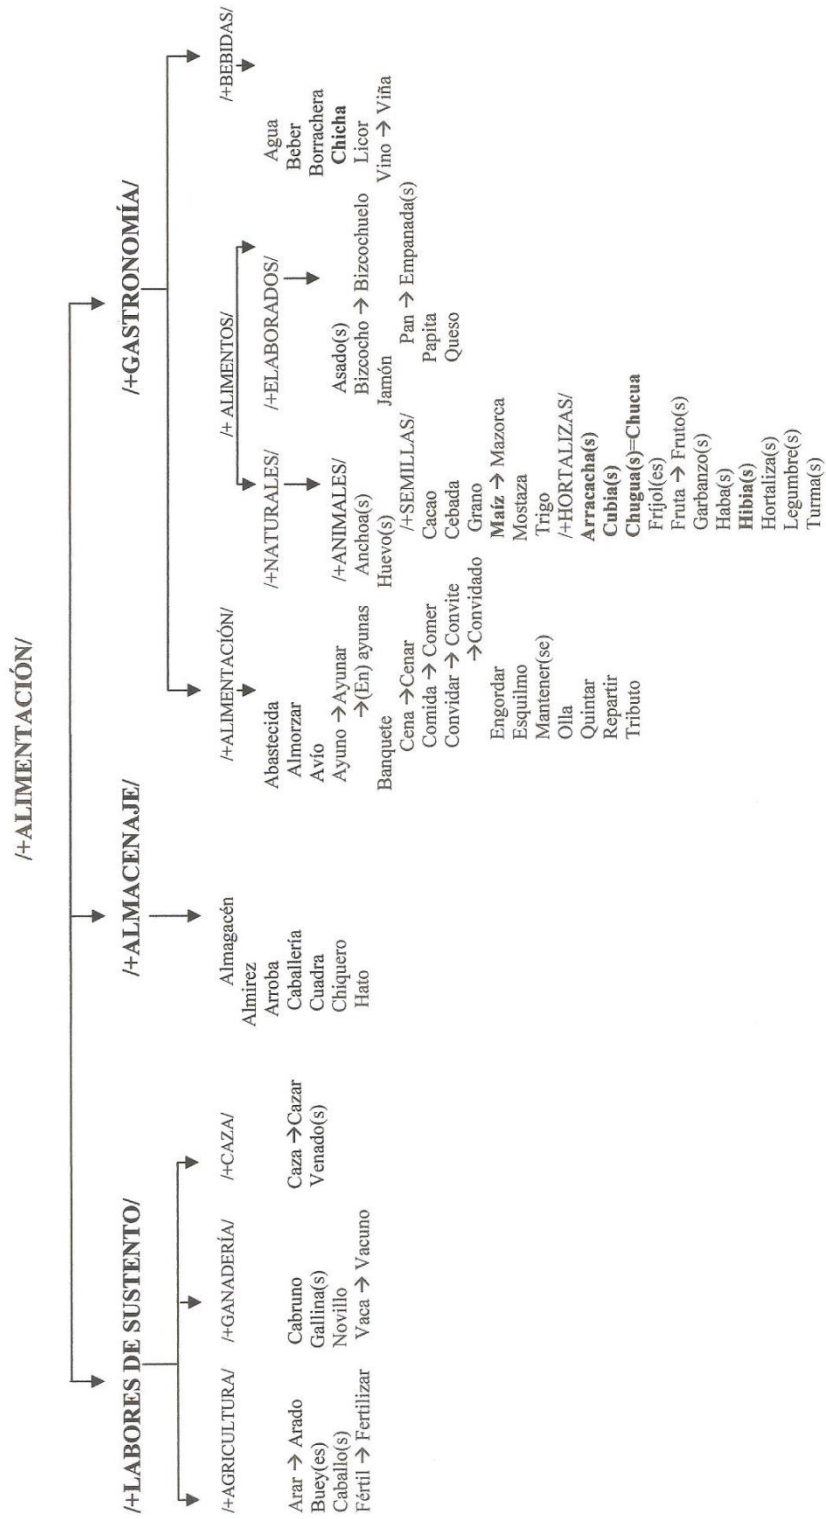 /+ALIMENTACIÓN/
/+LABORES DE SUSTENTO/
/+AGRICULTURA/
Arar → Arado
Buey(es)
Caballo(s)
Fértil → Fertilizar
/+GANADERÍA/
Cabruno
Gallina(s)
Novillo
Vaca → Vacuno
/+CAZA/
Caza →Cazar
Venado(s)
/+ALMACENAJE/
Almagacén
Almirez
Arroba
Caballería
Cuadra
Chiquero
Hato
/+GASTRONOMÍA/
/+ALIMENTACIÓN/
Abastecida
Almorzar
Avío
Ayuno →Ayunar
→(En) ayunas
Banquete
Cena →Cenar
Comida → Comer
Convidar → Convite
→Convidado
Engordar
Esquilmo
Mantener(se)
Olla
Quintar
Repartir
Tributo
/+ ALIMENTOS/
/+NATURALES/
/+ANIMALES/
Anchoa(s)
Huevo(s)
/+SEMILLAS/
Cacao
Cebada
Grano
Maíz → Mazorca
Mostaza
Trigo
/+HORTALIZAS/
Arracacha(s)
Cubia(s)
Chugua(s)=Chucua
Frijol(es)
Fruta → Fruto(s)
Garbanzo(s)
Haba(s)
Hibia(s)
Hortaliza(s)
Legumbre(s)
Turma(s)
/+ELABORADOS/
Asado(s)
Bizcocho → Bizcochuelo
Jamón
Pan → Empanada(s)
Papita
Queso
/+BEBIDAS/
Agua
Beber
Borrachera
Chicha
Licor
Vino → Viña